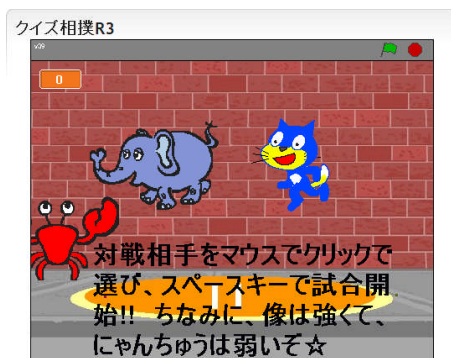 クイズ相撲R3
v09
0
対戦相手をマウスでクリックで
選び、スペースキーで試合開
始!! ちなみに、像は強くて、
にゃんちゅうは弱いぞ☆